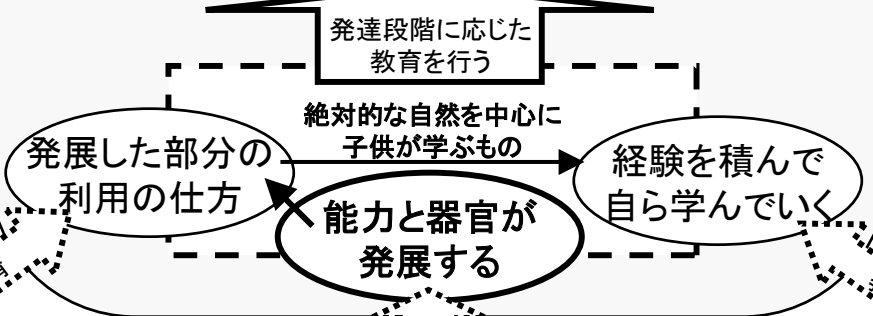 発達段階に応じた
教育を行う
絶対的な自然を中心に
子供が学ぶもの
発展した部分の
利用の仕方
経験を積んで
自ら学んでいく
能力と器官が
発展する